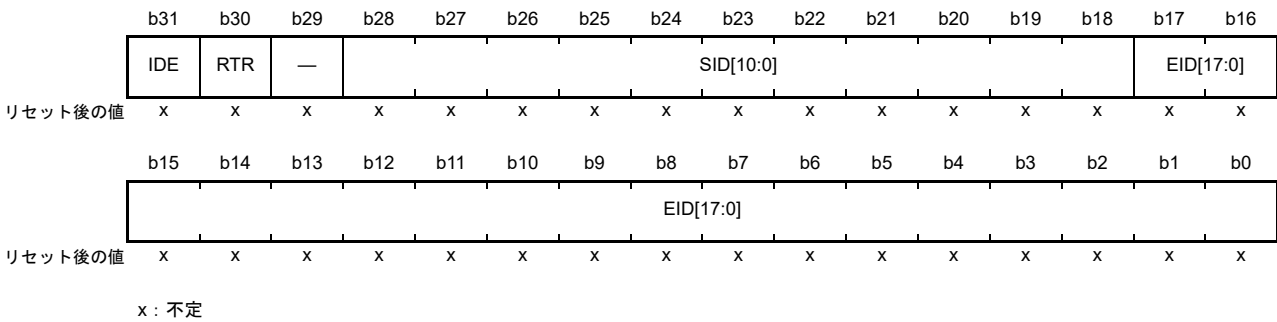 b31 b30 b29 b28 b27 b26 b25 b24 b23 b22 b21 b20 b19 b18 b17 b16
IDE RTR — SID[10:0] EID[17:0]
リセット後の値 x x x x x x x x x x x x x x x x
b15 b14 b13 b12 b11 b10 b9 b8 b7 b6 b5 b4 b3 b2 b1 b0
EID[17:0]
リセット後の値 x x x x x x x x x x x x x x x x
x：不定